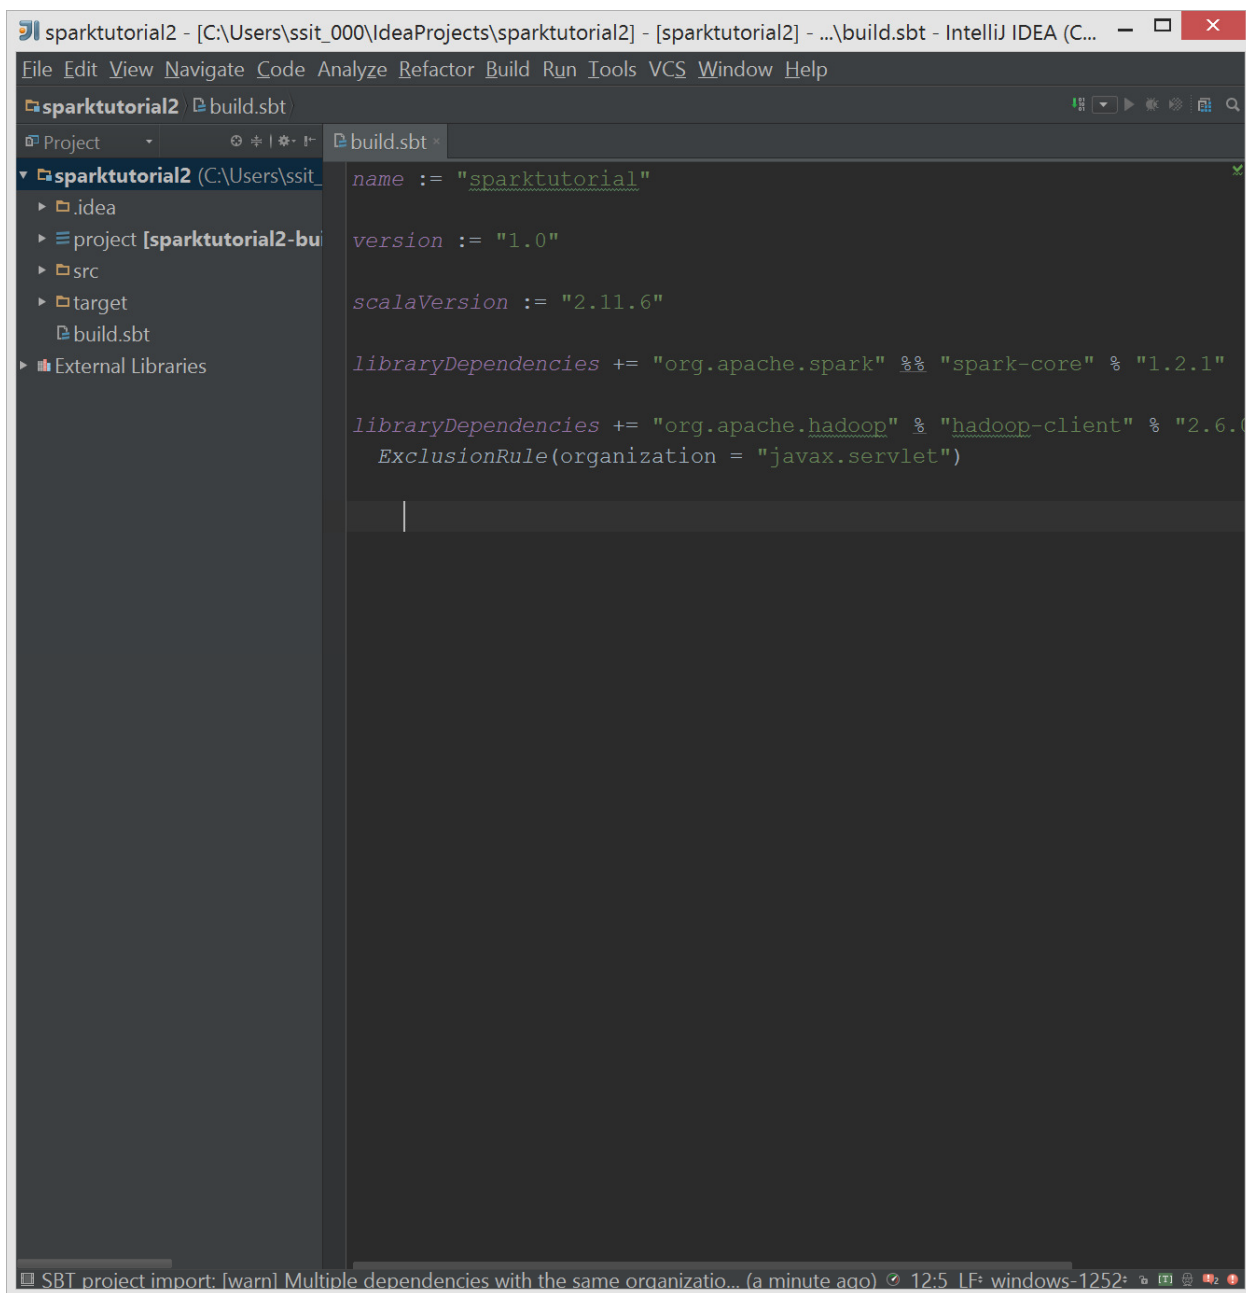 sparktutorial2 - [C:\Users\ssit_000\IdeaProjects\sparktutorial2] - [sparktutorial2] - ...\build.sbt - IntelliJ IDEA (C...
File Edit View Navigate Code Analyze Refactor Build Run Tools VCS Window Help
sparktutorial2 build.sbt
Project build.sbt
sparktutorial2 (C:\Users\ssit_
.idea
project [sparktutorial2-bui
src
target
build.sbt
External Libraries
name := "sparktutorial"
version := "1.0"
scalaVersion := "2.11.6"
libraryDependencies += "org.apache.spark" %% "spark-core" % "1.2.1"
libraryDependencies += "org.apache.hadoop" % "hadoop-client" % "2.6.0
ExclusionRule(organization = "javax.servlet")
SBT project import: [warn] Multiple dependencies with the same organizatio... (a minute ago) 12:5 LF: windows-1252: